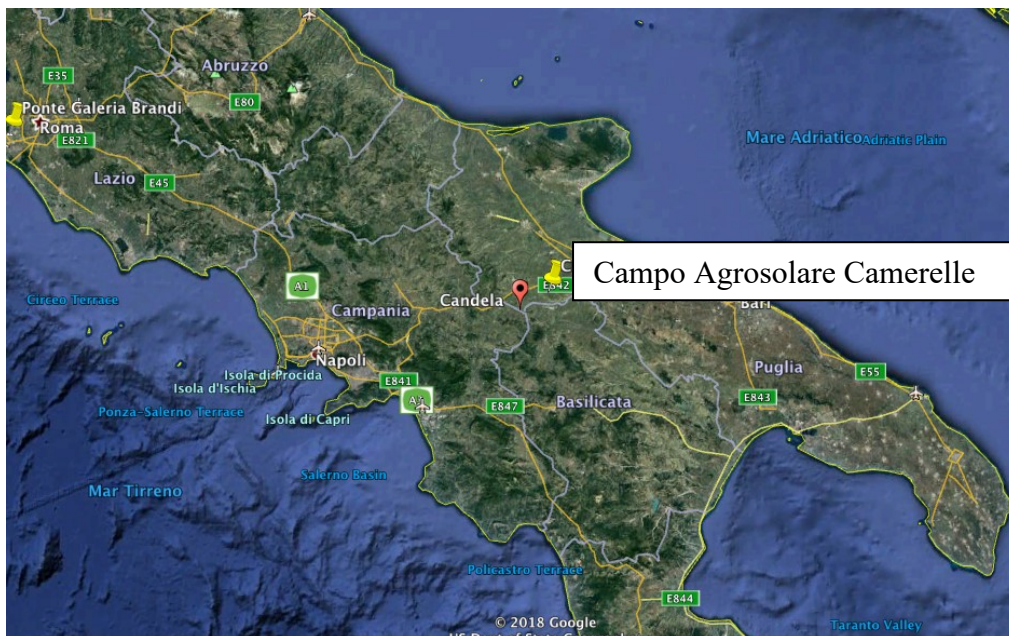 Abruzzo
E35
E80
Ponte Galeria Brandi
Roma
E821
Mare Adriatico
Adriatic Plain
Lazio
E45
Campo Agrosolare Camerelle
C
E842
A1
Circeo Terrace
Candela
Campania
Bari
Napoli
Isola di Procida
Isola d'Ischia
E841
Puglia
E55
Ponza-Salerno Terrace
Isola di Capri
E847
Basilicata
E843
Salerno Basin
Mar Tirreno
Policastro Terrace
E844
© 2018 Google
Taranto Valley